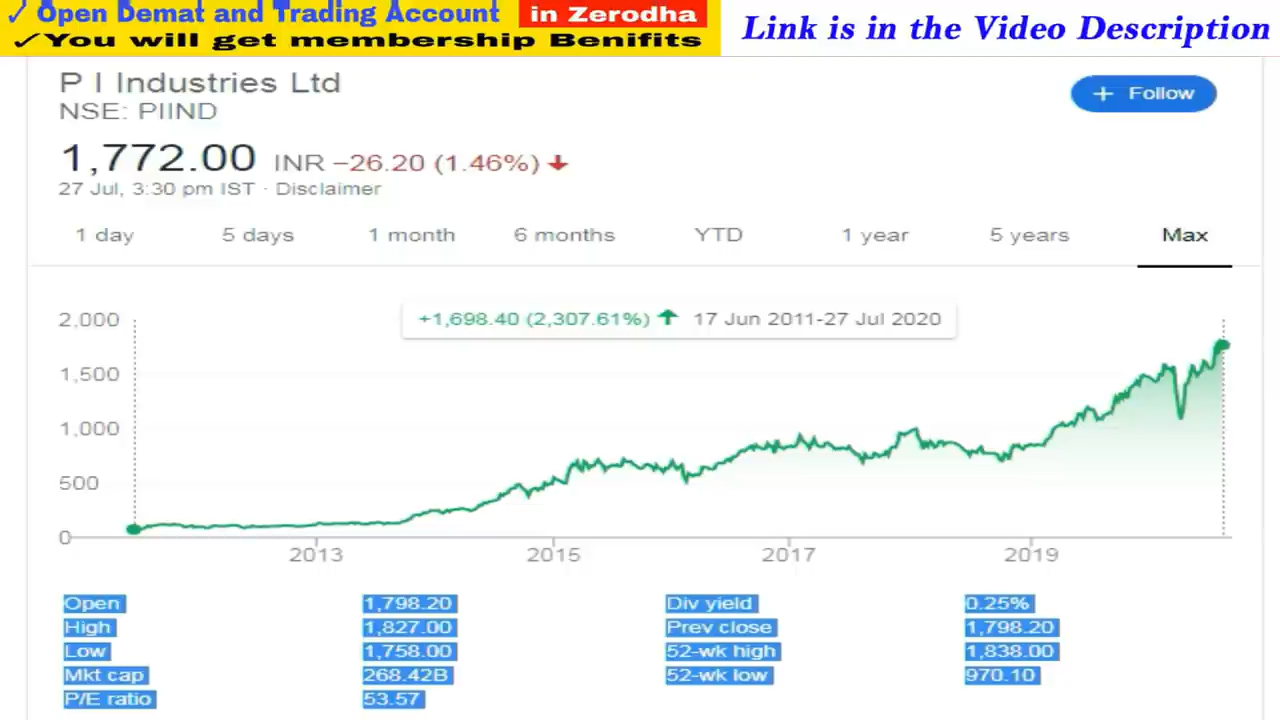 ✓ Open Demat and Trading Account in Zerodha
✓You will get membership Benifits
Link is in the Video Description
P I Industries Ltd
NSE: PIIND
+ Follow
1,772.00 INR −26.20 (1.46%) ↓
27 Jul, 3:30 pm IST · Disclaimer
1 day 5 days 1 month 6 months YTD 1 year 5 years Max
+1,698.40 (2,307.61%) ↑ 17 Jun 2011-27 Jul 2020
2,000
1,500
1,000
500
0
2013 2015 2017 2019
Open 1,798.20 Div yield 0.25%
High 1,827.00 Prev close 1,798.20
Low 1,758.00 52-wk high 1,838.00
Mkt cap 268.42B 52-wk low 970.10
P/E ratio 53.57